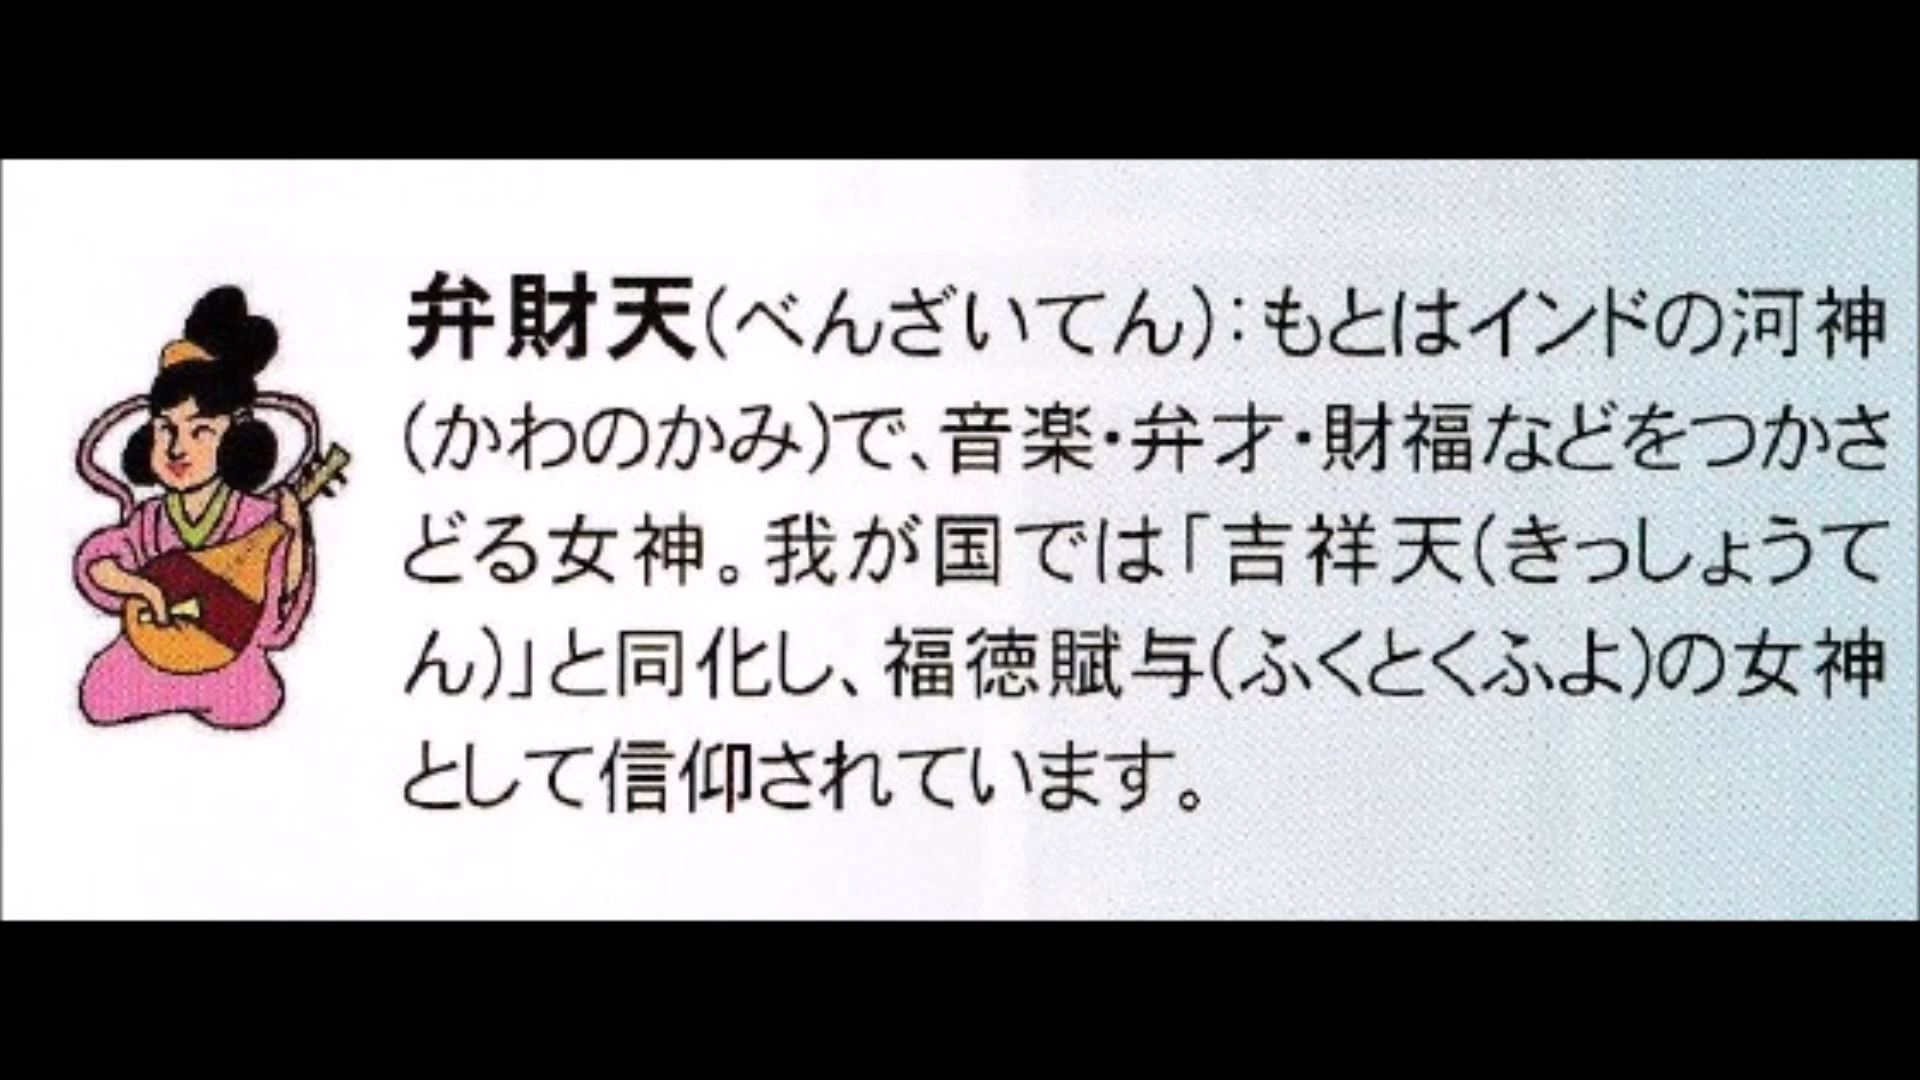 弁財天(べんざいてん):もとはインドの河神
(かわのかみ)で、音楽・弁才・財福などをつかさ
どる女神。我が国では「吉祥天(きっしょうて
ん)」と同化し、福徳賦与(ふくとくふよ)の女神
として信仰されています。